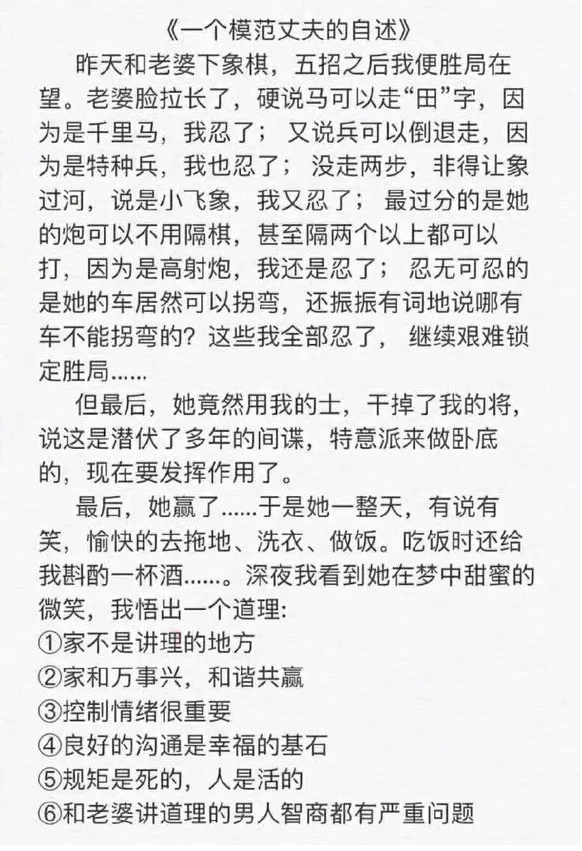 《一个模范丈夫的自述》
昨天和老婆下象棋，五招之后我便胜局在
望。老婆脸拉长了，硬说马可以走“田”字，因
为是千里马，我忍了； 又说兵可以倒退走，因
为是特种兵，我也忍了； 没走两步，非得让象
过河，说是小飞象，我又忍了； 最过分的是她
的炮可以不用隔棋，甚至隔两个以上都可以
打，因为是高射炮，我还是忍了； 忍无可忍的
是她的车居然可以拐弯，还振振有词地说哪有
车不能拐弯的？这些我全部忍了， 继续艰难锁
定胜局......
但最后，她竟然用我的士，干掉了我的将，
说这是潜伏了多年的间谍，特意派来做卧底
的，现在要发挥作用了。
最后，她赢了......于是她一整天，有说有
笑，愉快的去拖地、洗衣、做饭。吃饭时还给
我斟酌一杯酒......。深夜我看到她在梦中甜蜜的
微笑，我悟出一个道理:
①家不是讲理的地方
②家和万事兴，和谐共赢
③控制情绪很重要
④良好的沟通是幸福的基石
⑤规矩是死的，人是活的
⑥和老婆讲道理的男人智商都有严重问题